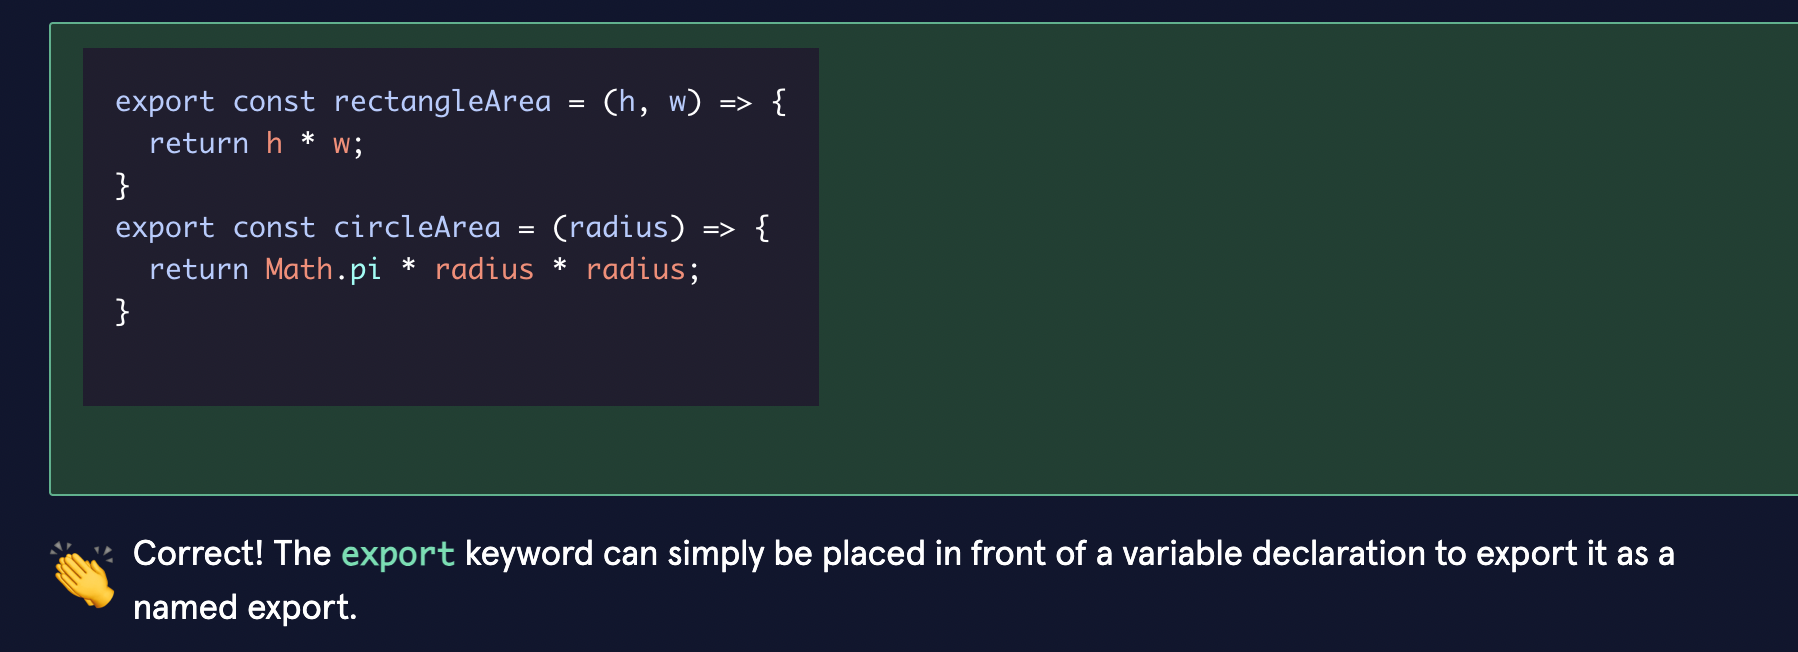 export const rectangleArea = (h, w) => {
  return h * w;
}
export const circleArea = (radius) => {
  return Math.pi * radius * radius;
}
Correct! The export keyword can simply be placed in front of a variable declaration to export it as a
named export.